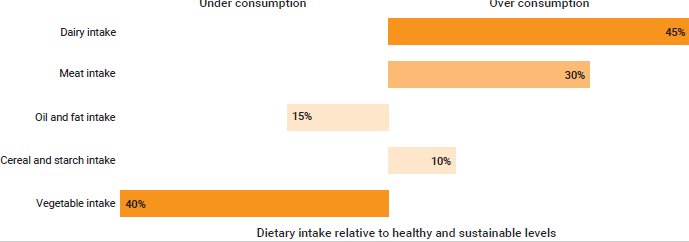 Under consumption
Over consumption
Dairy intake
45%
Meat intake
30%
Oil and fat intake
15%
Cereal and starch intake
10%
Vegetable intake
40%
Dietary intake relative to healthy and sustainable levels